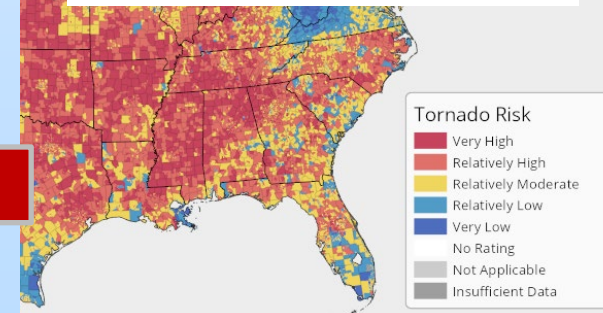 Tornado Risk
Very High
Relatively High
Relatively Moderate
Relatively Low
Very Low
No Rating
Not Applicable
Insufficient Data